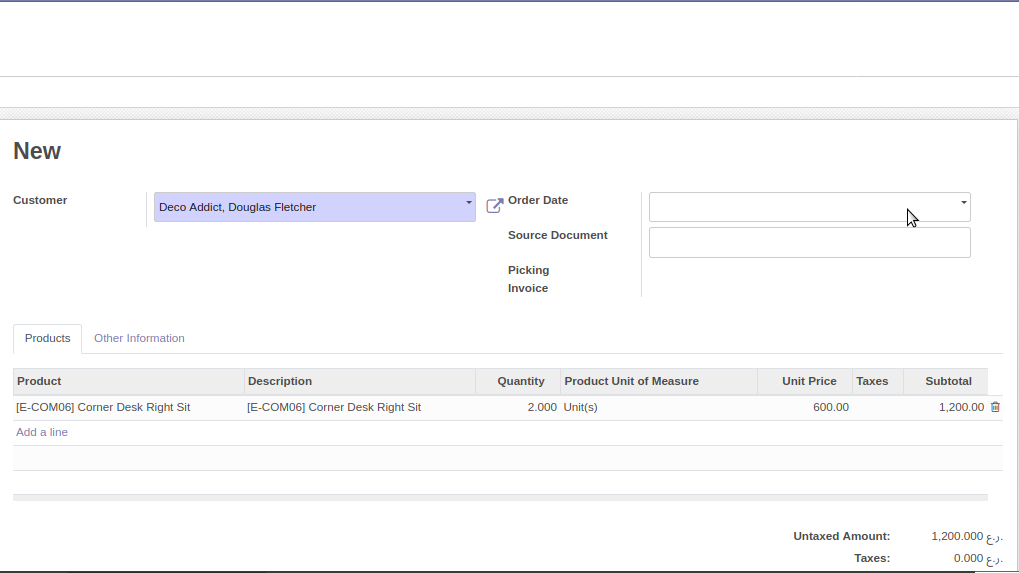 New
Customer
Deco Addict, Douglas Fletcher
Order Date
Source Document
Picking
Invoice
Products Other Information
Product Description Quantity Product Unit of Measure Unit Price Taxes Subtotal
[E-COM06] Corner Desk Right Sit [E-COM06] Corner Desk Right Sit 2.000 Unit(s) 600.00 1,200.00
Add a line
Untaxed Amount: 1,200.000 ر.ع.
Taxes: 0.000 ر.ع.